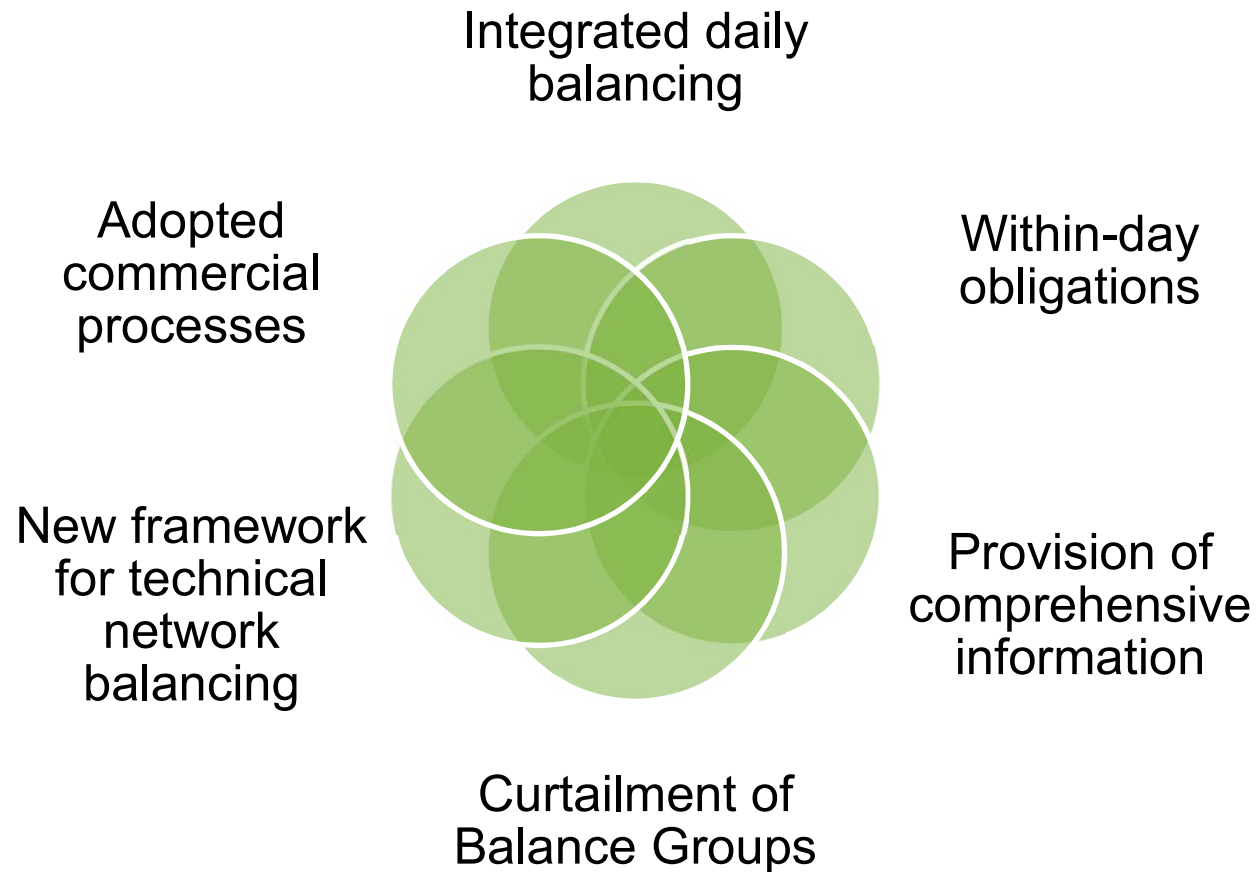 Integrated daily
balancing
Within-day
obligations
Provision of
comprehensive
information
Curtailment of
Balance Groups
New framework
for technical
network
balancing
Adopted
commercial
processes